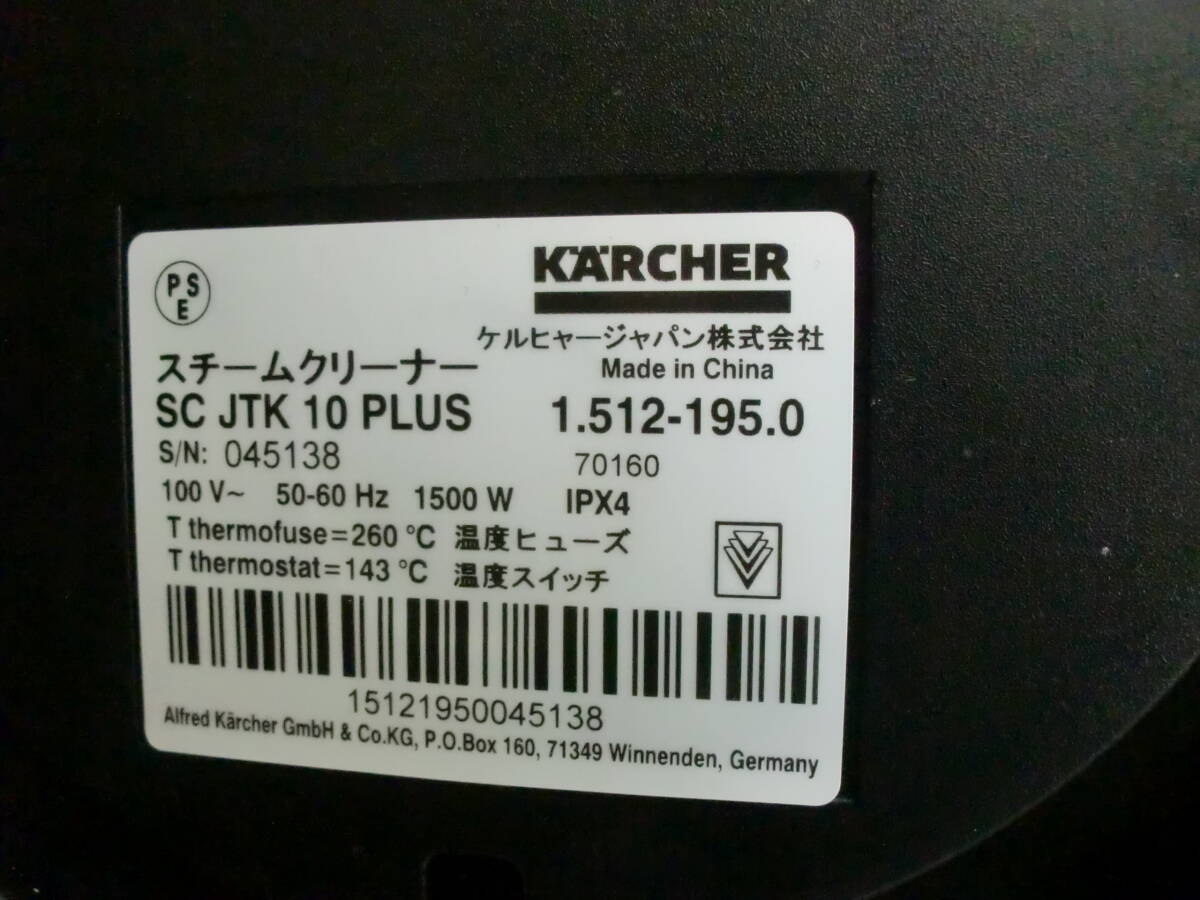 P S
E
KÄRCHER
ケルヒャージャパン株式会社
スチームクリーナー
Made in China
SC JTK 10 PLUS 1.512-195.0
S/N: 045138 70160
100 V~ 50-60 Hz 1500 W IPX4
T thermofuse=260 °C 温度ヒューズ
T thermostat=143 °C 温度スイッチ
15121950045138
Alfred Kärcher GmbH & Co.KG, P.O.Box 160, 71349 Winnenden, Germany